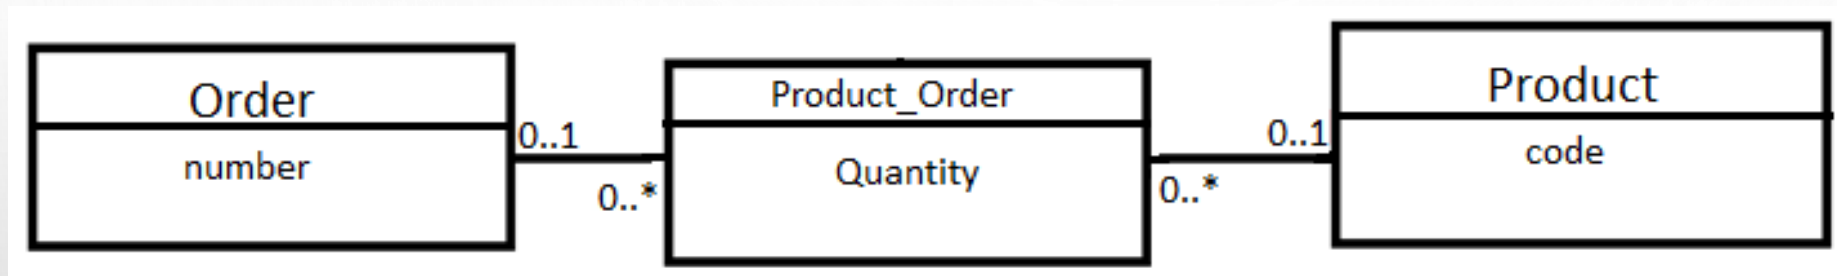 Order
number
0..1
0..*
Product_Order
Quantity
0..1
0..*
Product
code